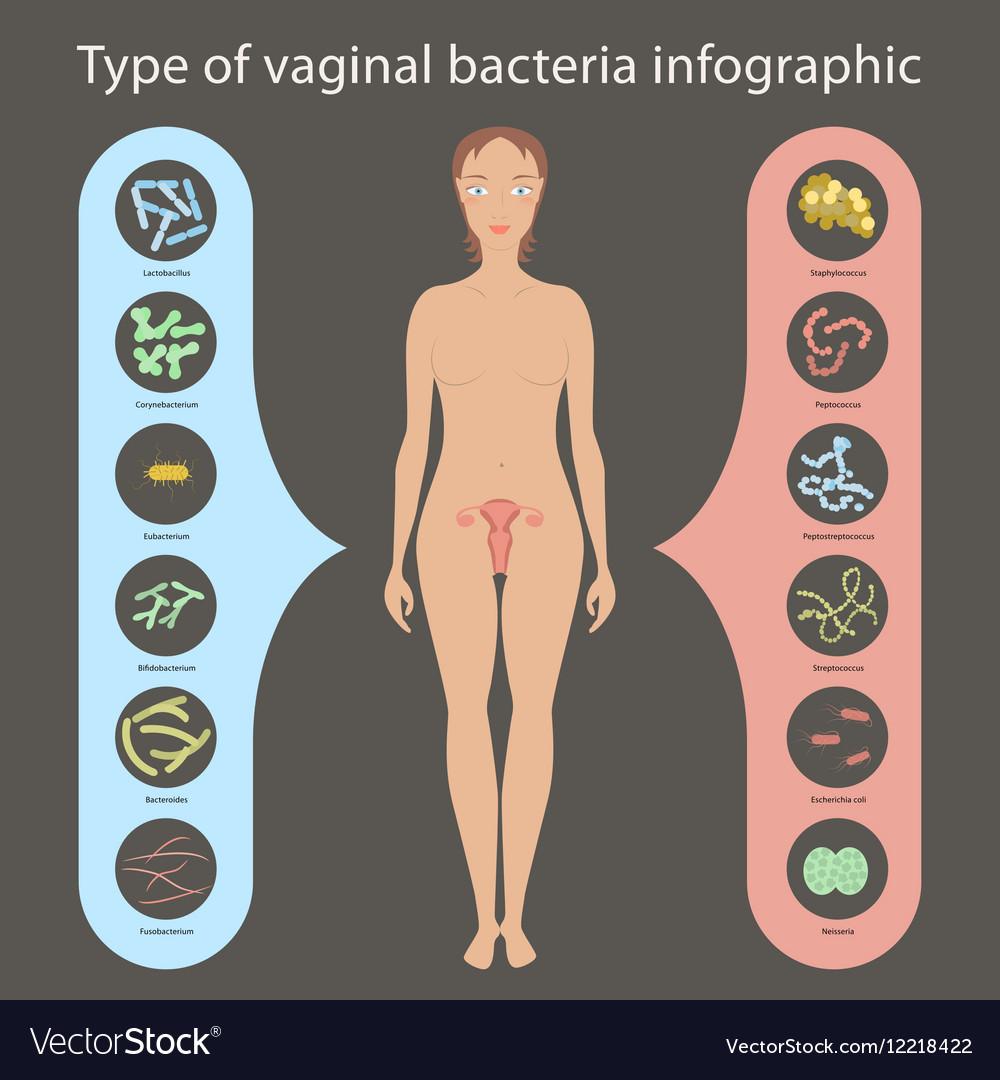 Type of vaginal bacteria infographic
Lactobacillus
Corynebacterium
Eubacterium
Bifidobacterium
Bacteroides
Fusobacterium
Staphylococcus
Peptococcus
Peptostreptococcus
Streptococcus
Escherichia coli
Neisseria
VectorStock®
VectorStock.com/12218422